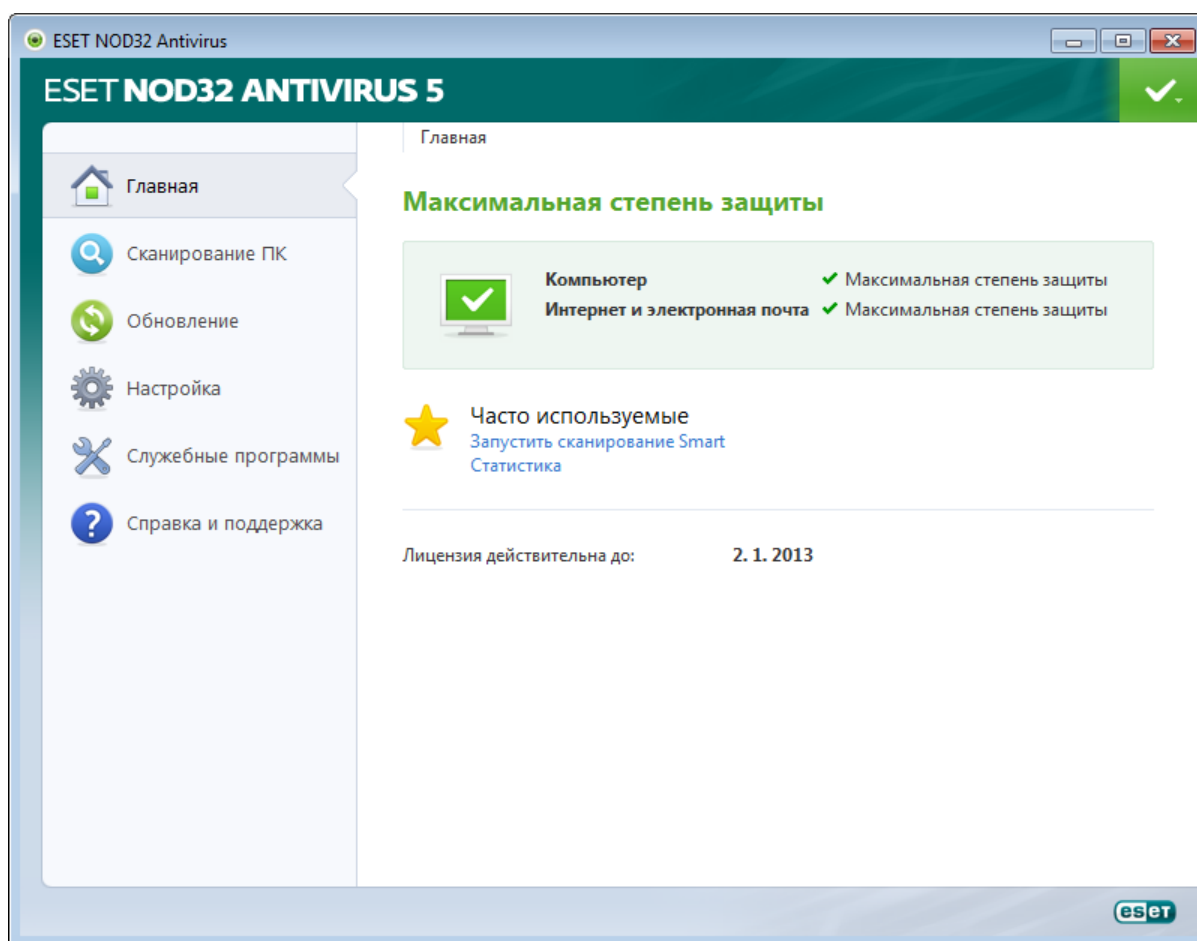 ESET NOD32 Antivirus
ESET NOD32 ANTIVIRUS 5
Главная
Сканирование ПК
Обновление
Настройка
Служебные программы
Справка и поддержка
Главная
Максимальная степень защиты
Компьютер ✔ Максимальная степень защиты
Интернет и электронная почта ✔ Максимальная степень защиты
Часто используемые
Запустить сканирование Smart
Статистика
Лицензия действительна до: 2. 1. 2013
eset